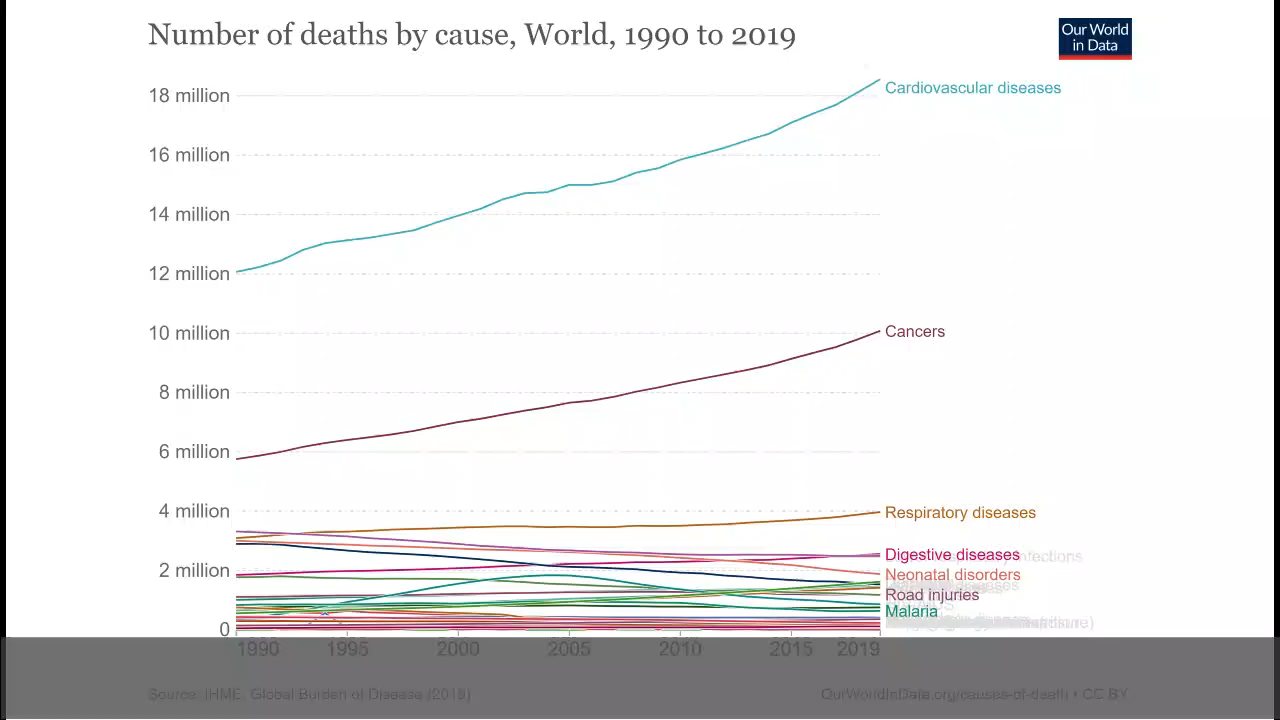 Number of deaths by cause, World, 1990 to 2019
Our World
in Data
18 million
Cardiovascular diseases
16 million
14 million
12 million
10 million
Cancers
8 million
6 million
4 million
Respiratory diseases
Digestive diseases
2 million
Neonatal disorders
Road injuries
Malaria
0
1990 1995 2000 2005 2010 2015 2019
Source: IHME, Global Burden of Disease (2019)
OurWorldInData.org/causes-of-death • CC BY